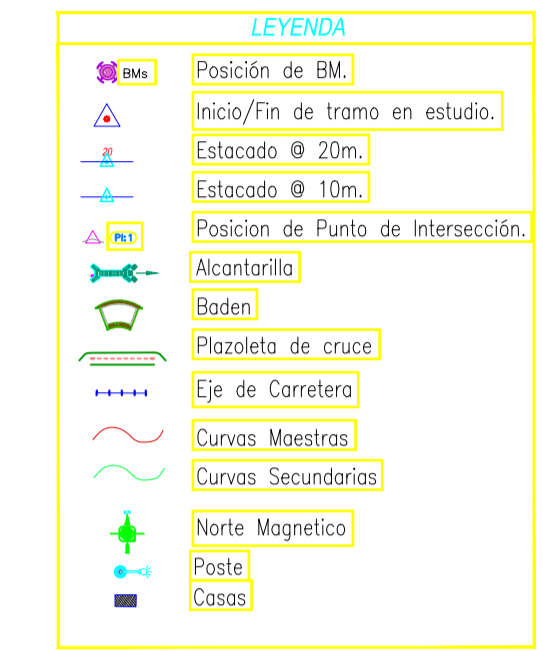 LEYENDA
BMs Posición de BM.
Inicio/Fin de tramo en estudio.
20 Estacado @ 20m.
Estacado @ 10m.
PI:1 Posicion de Punto de Intersección.
Alcantarilla
Baden
Plazoleta de cruce
Eje de Carretera
Curvas Maestras
Curvas Secundarias
Norte Magnetico
Poste
Casas